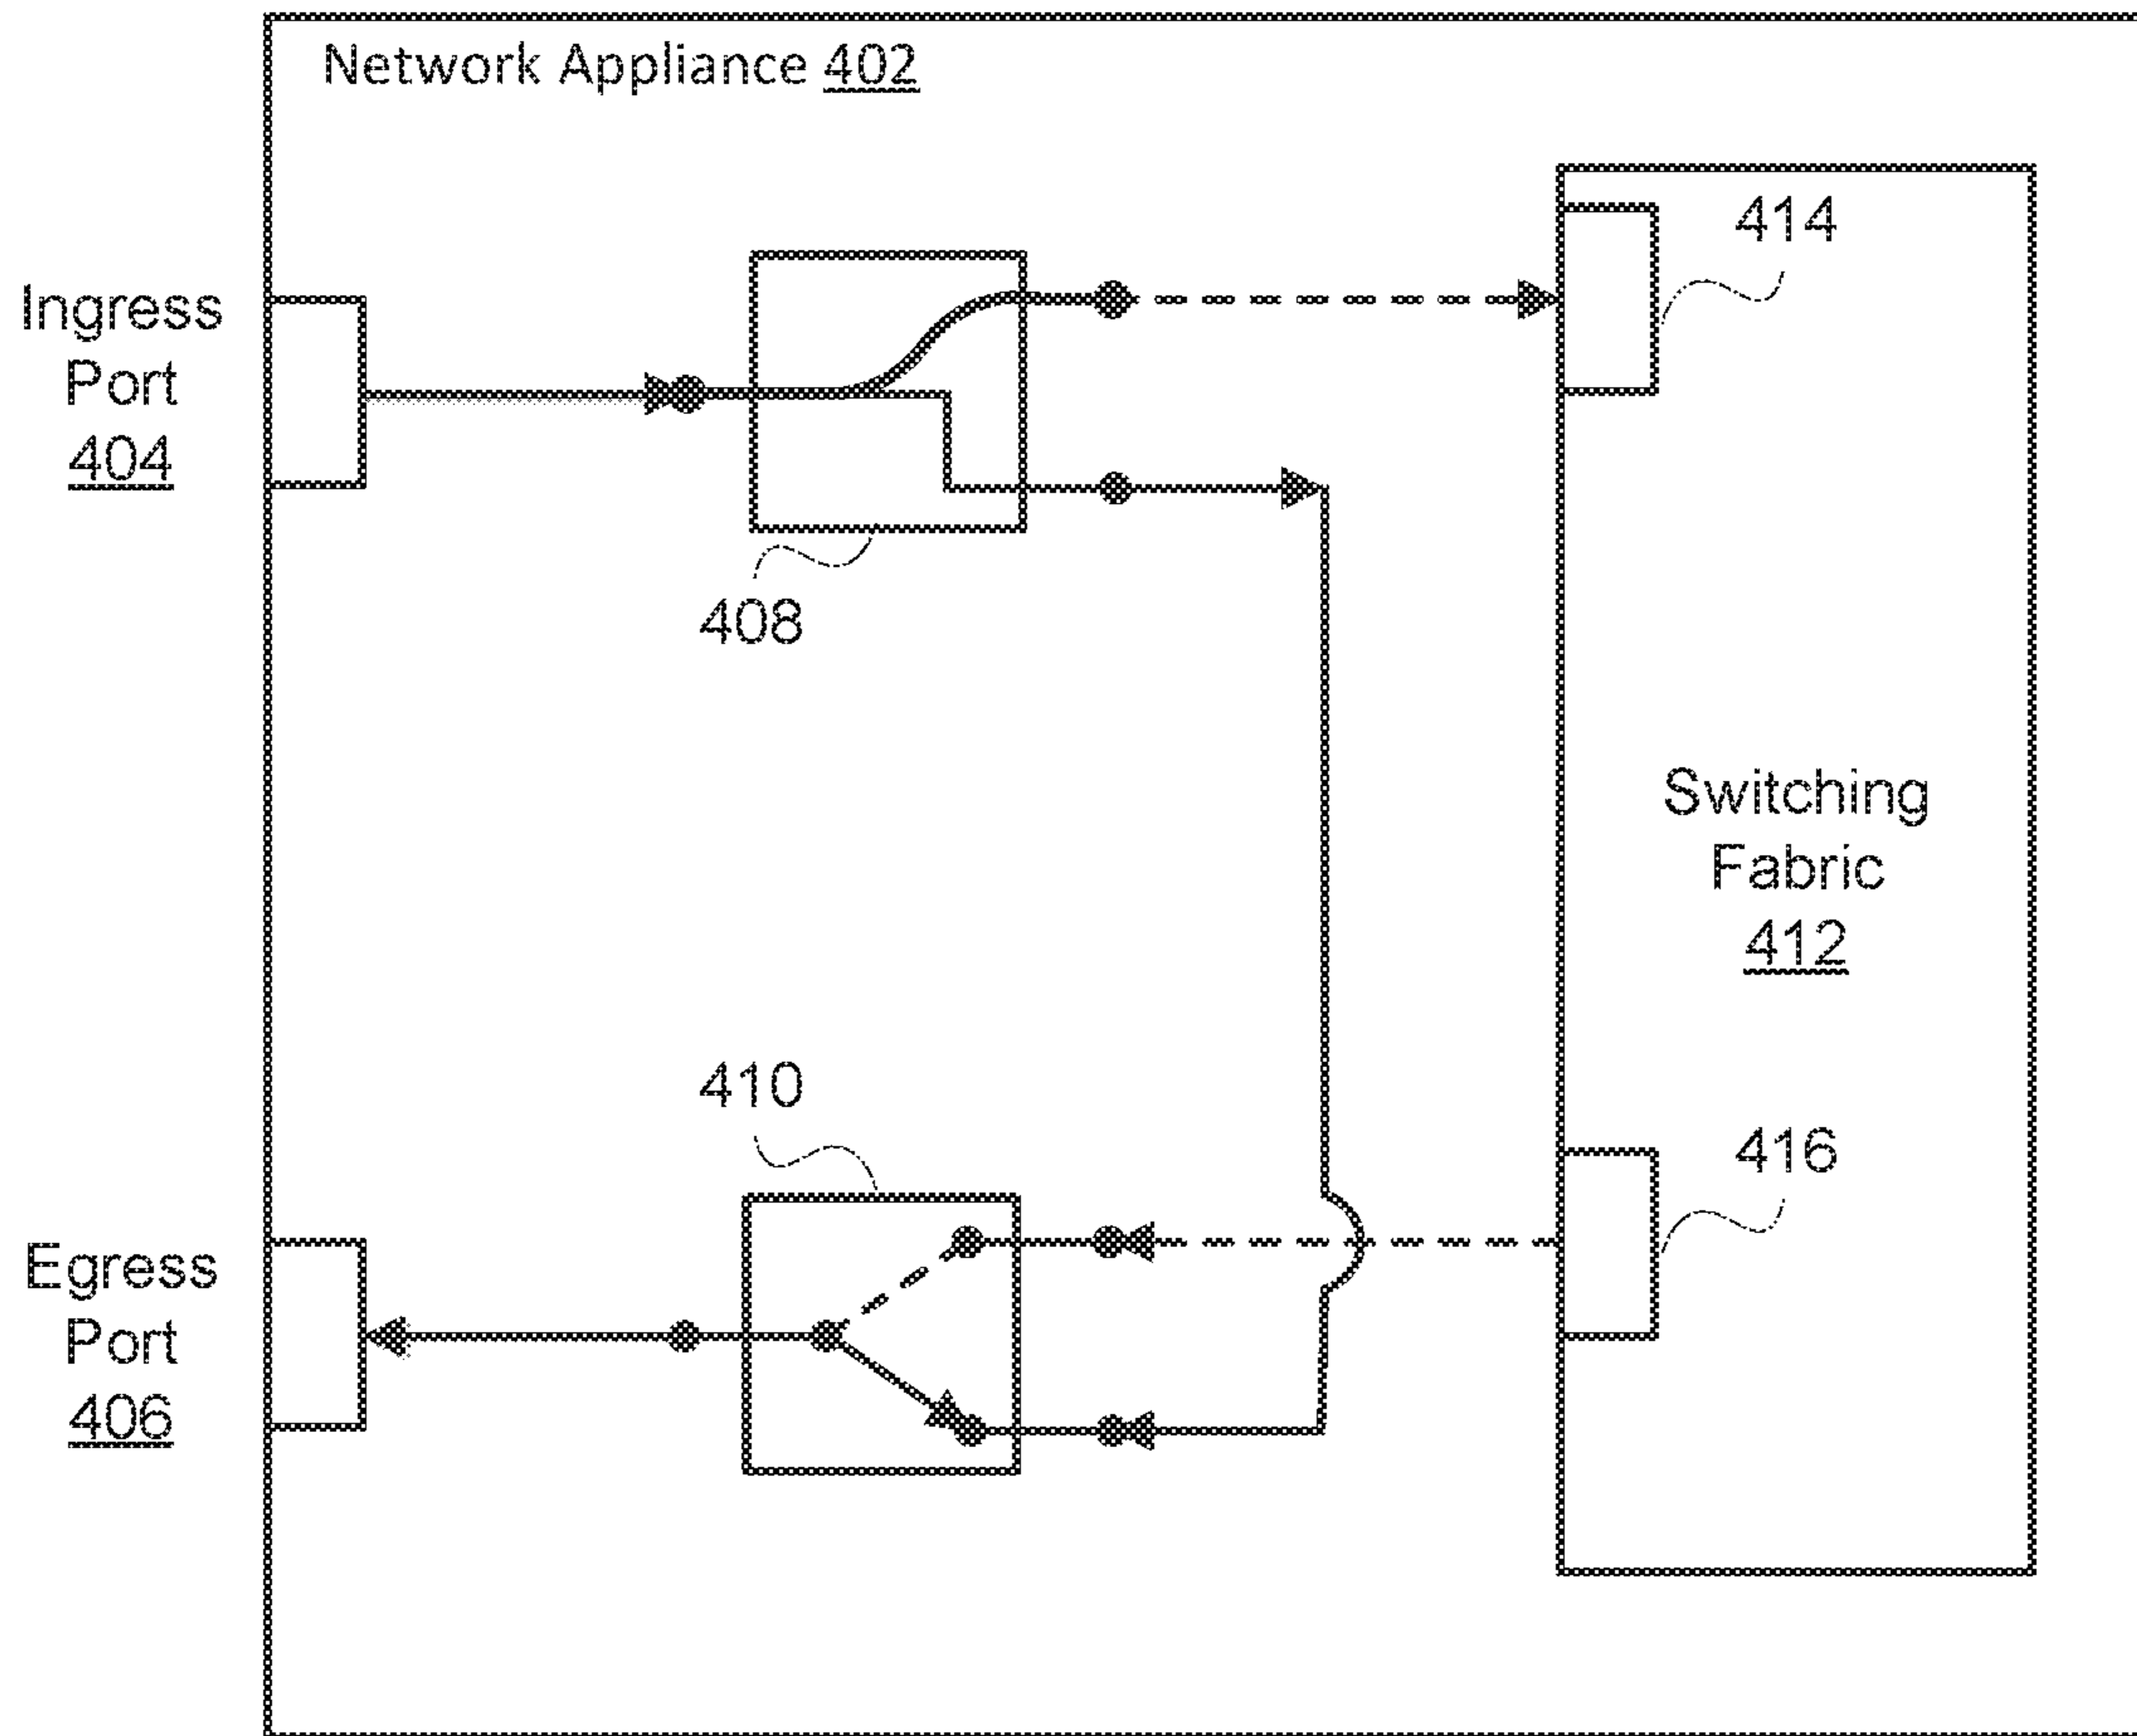 Network Appliance 402
414
Ingress
Port
404
408
Switching
Fabric
412
410
416
Egress
Port
406